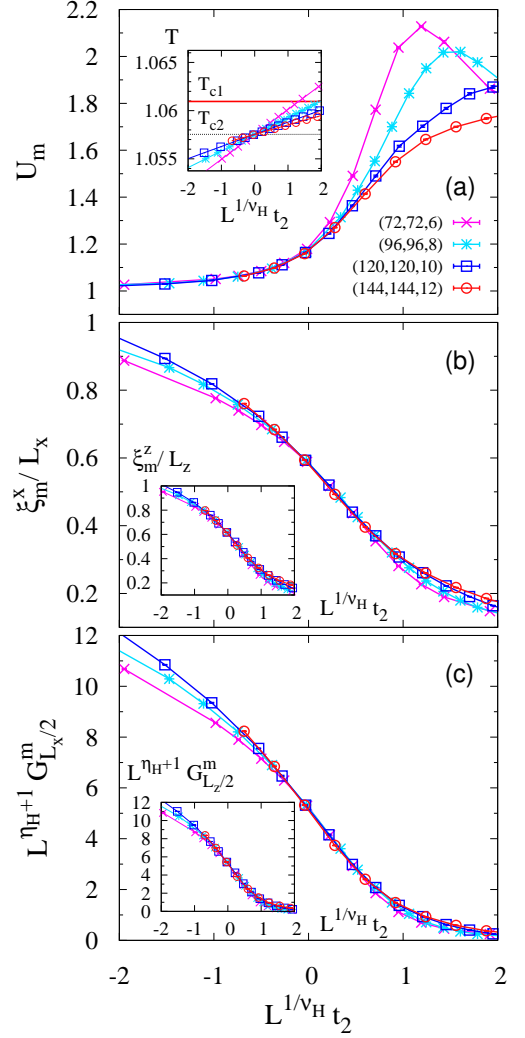 2.2
2
1.8
1.6
1.4
1.2
1
U_m
T
1.065
1.06
1.055
T_c1
T_c2
-2 -1 0 1 2
L^{1/ν_H} t_2
(a)
(72,72,6)
(96,96,8)
(120,120,10)
(144,144,12)
1
0.8
0.6
0.4
0.2
ξ_m^x / L_x
(b)
ξ_m^z / L_z
1
0.8
0.6
0.4
0.2
-2 -1 0 1 2
L^{1/ν_H} t_2
12
10
8
6
4
2
0
L^{η_H+1} G^m_{L_x/2}
(c)
L^{η_H+1} G^m_{L_z/2}
12
10
8
6
4
2
0
-2 -1 0 1 2
L^{1/ν_H} t_2
-2 -1 0 1 2
L^{1/ν_H} t_2